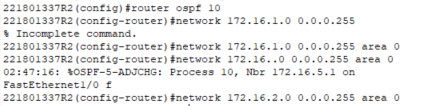 221801337R2(config)#router ospf 10
221801337R2(config-router)#network 172.16.1.0 0.0.0.255
% Incomplete command.
221801337R2(config-router)#network 172.16.1.0 0.0.0.255 area 0
221801337R2(config-router)#network 172.16..0 0.0.0.255 area 0
02:47:16: %OSPF-5-ADJCHG: Process 10, Nbr 172.16.5.1 on
FastEthernet1/0 f
221801337R2(config-router)#network 172.16.2.0 0.0.0.255 area 0